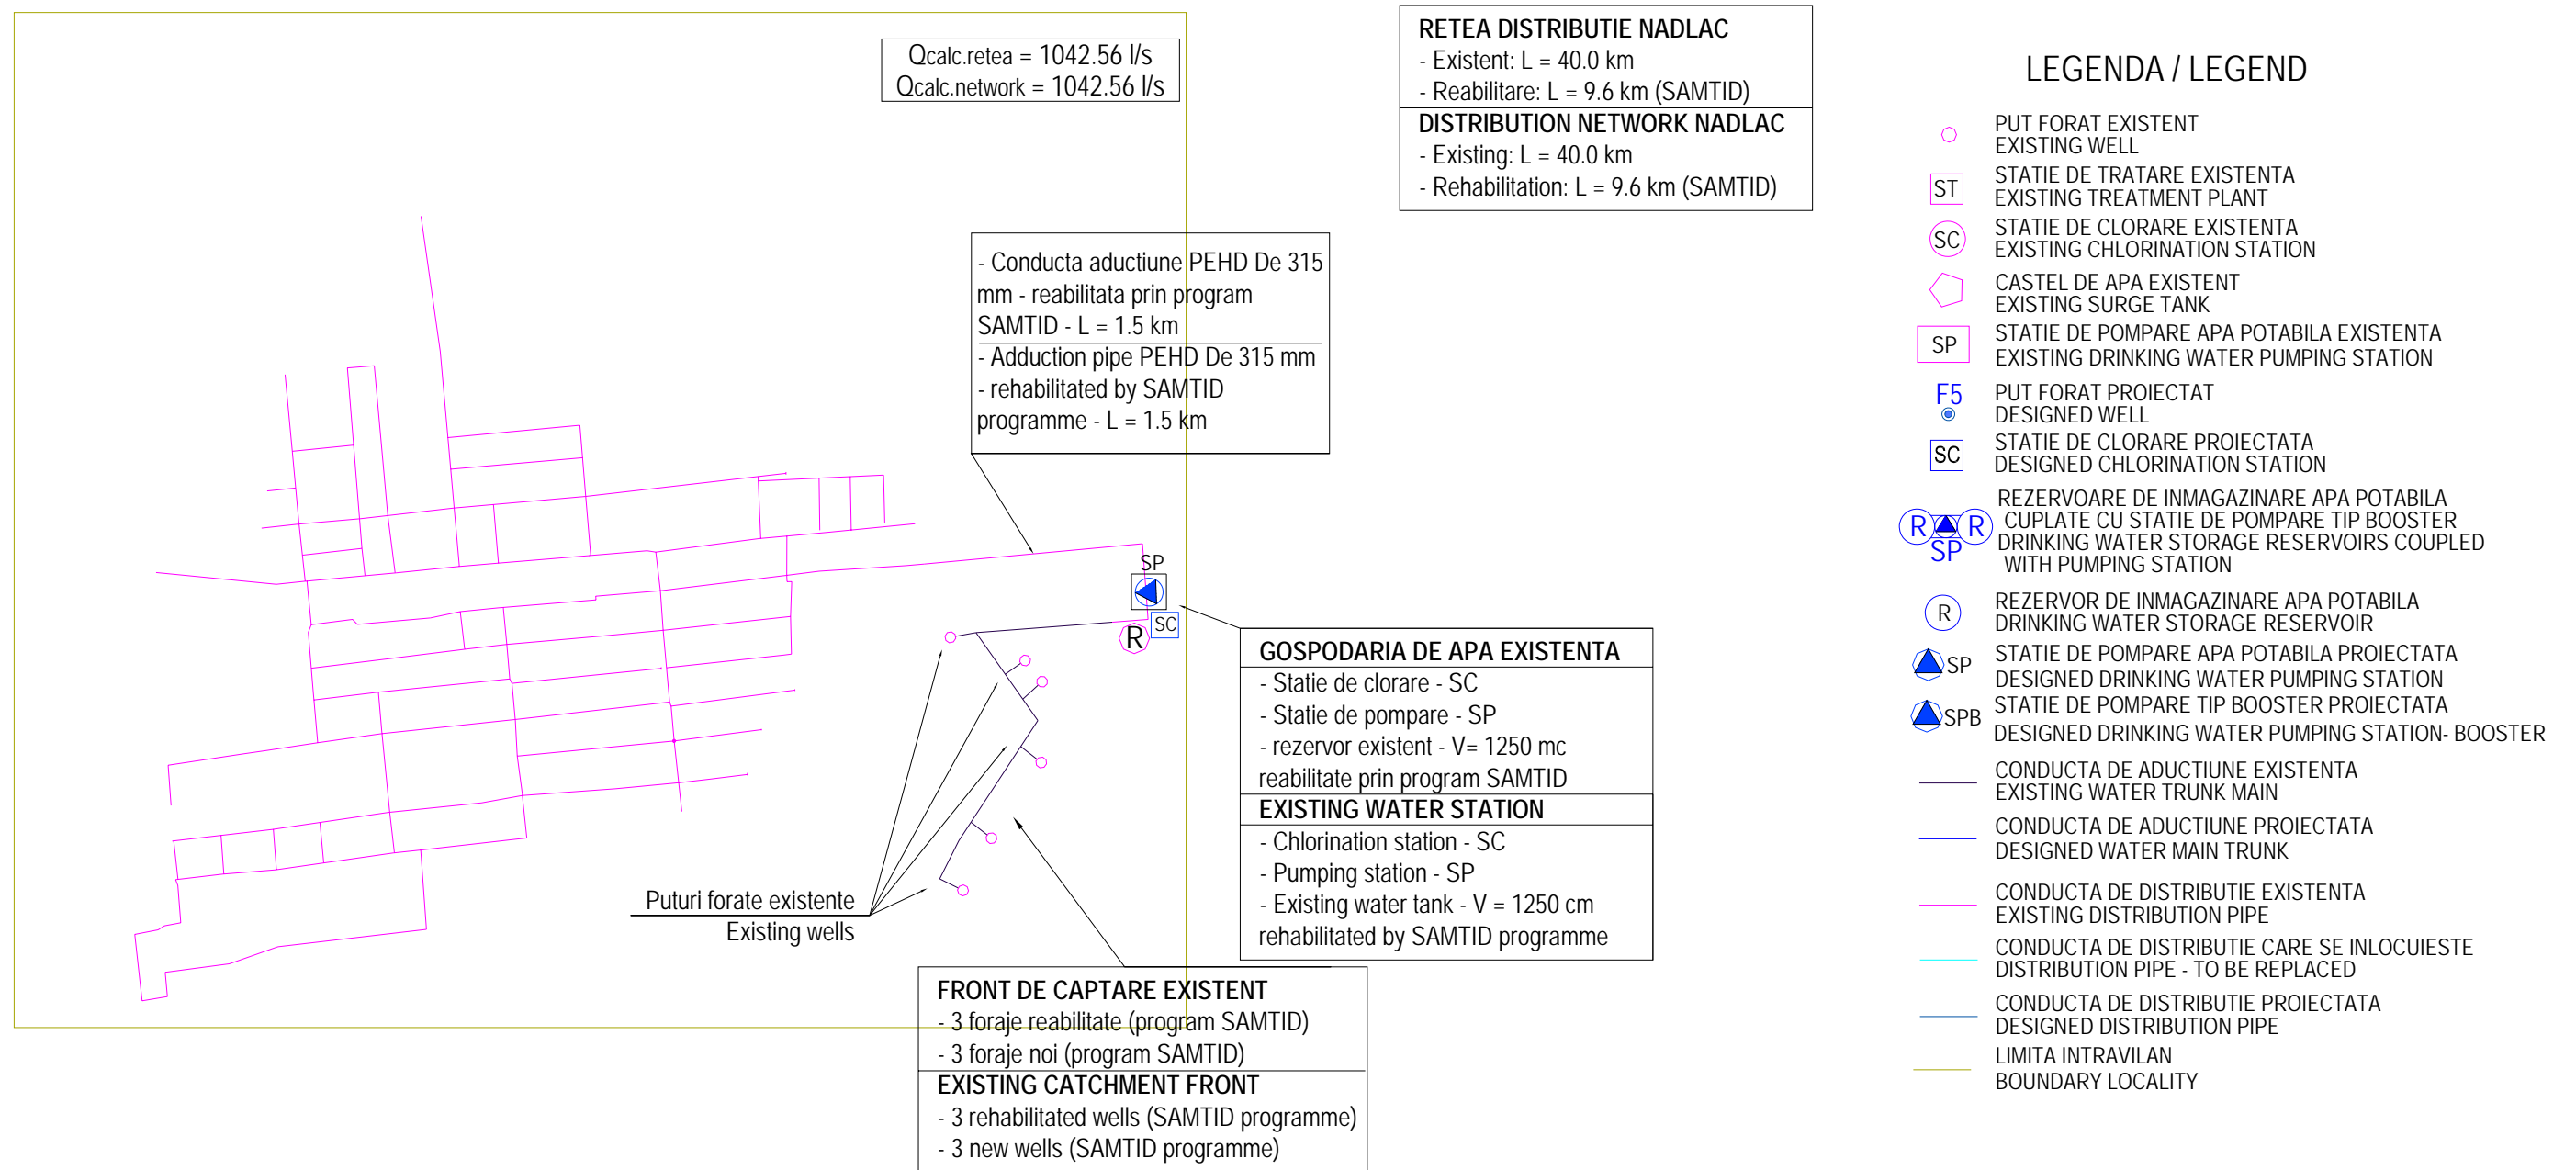 Qcalc.retea = 1042.56 l/s
Qcalc.network = 1042.56 l/s
RETEA DISTRIBUTIE NADLAC
- Existent: L = 40.0 km
- Reabilitare: L = 9.6 km (SAMTID)
DISTRIBUTION NETWORK NADLAC
- Existing: L = 40.0 km
- Rehabilitation: L = 9.6 km (SAMTID)
- Conducta aductiune PEHD De 315
mm - reabilitata prin program
SAMTID - L = 1.5 km
- Adduction pipe PEHD De 315 mm
- rehabilitated by SAMTID
programme - L = 1.5 km
SP
SC
R
GOSPODARIA DE APA EXISTENTA
- Statie de clorare - SC
- Statie de pompare - SP
- rezervor existent - V= 1250 mc
reabilitate prin program SAMTID
EXISTING WATER STATION
- Chlorination station - SC
- Pumping station - SP
- Existing water tank - V = 1250 cm
rehabilitated by SAMTID programme
Puturi forate existente
Existing wells
FRONT DE CAPTARE EXISTENT
- 3 foraje reabilitate (program SAMTID)
- 3 foraje noi (program SAMTID)
EXISTING CATCHMENT FRONT
- 3 rehabilitated wells (SAMTID programme)
- 3 new wells (SAMTID programme)
LEGENDA / LEGEND
PUT FORAT EXISTENT
EXISTING WELL
ST
STATIE DE TRATARE EXISTENTA
EXISTING TREATMENT PLANT
SC
STATIE DE CLORARE EXISTENTA
EXISTING CHLORINATION STATION
CASTEL DE APA EXISTENT
EXISTING SURGE TANK
SP
STATIE DE POMPARE APA POTABILA EXISTENTA
EXISTING DRINKING WATER PUMPING STATION
F5
PUT FORAT PROIECTAT
DESIGNED WELL
SC
STATIE DE CLORARE PROIECTATA
DESIGNED CHLORINATION STATION
R R
SP
REZERVOARE DE INMAGAZINARE APA POTABILA
CUPLATE CU STATIE DE POMPARE TIP BOOSTER
DRINKING WATER STORAGE RESERVOIRS COUPLED
WITH PUMPING STATION
R
REZERVOR DE INMAGAZINARE APA POTABILA
DRINKING WATER STORAGE RESERVOIR
SP
STATIE DE POMPARE APA POTABILA PROIECTATA
DESIGNED DRINKING WATER PUMPING STATION
SPB
STATIE DE POMPARE TIP BOOSTER PROIECTATA
DESIGNED DRINKING WATER PUMPING STATION- BOOSTER
CONDUCTA DE ADUCTIUNE EXISTENTA
EXISTING WATER TRUNK MAIN
CONDUCTA DE ADUCTIUNE PROIECTATA
DESIGNED WATER MAIN TRUNK
CONDUCTA DE DISTRIBUTIE EXISTENTA
EXISTING DISTRIBUTION PIPE
CONDUCTA DE DISTRIBUTIE CARE SE INLOCUIESTE
DISTRIBUTION PIPE - TO BE REPLACED
CONDUCTA DE DISTRIBUTIE PROIECTATA
DESIGNED DISTRIBUTION PIPE
LIMITA INTRAVILAN
BOUNDARY LOCALITY